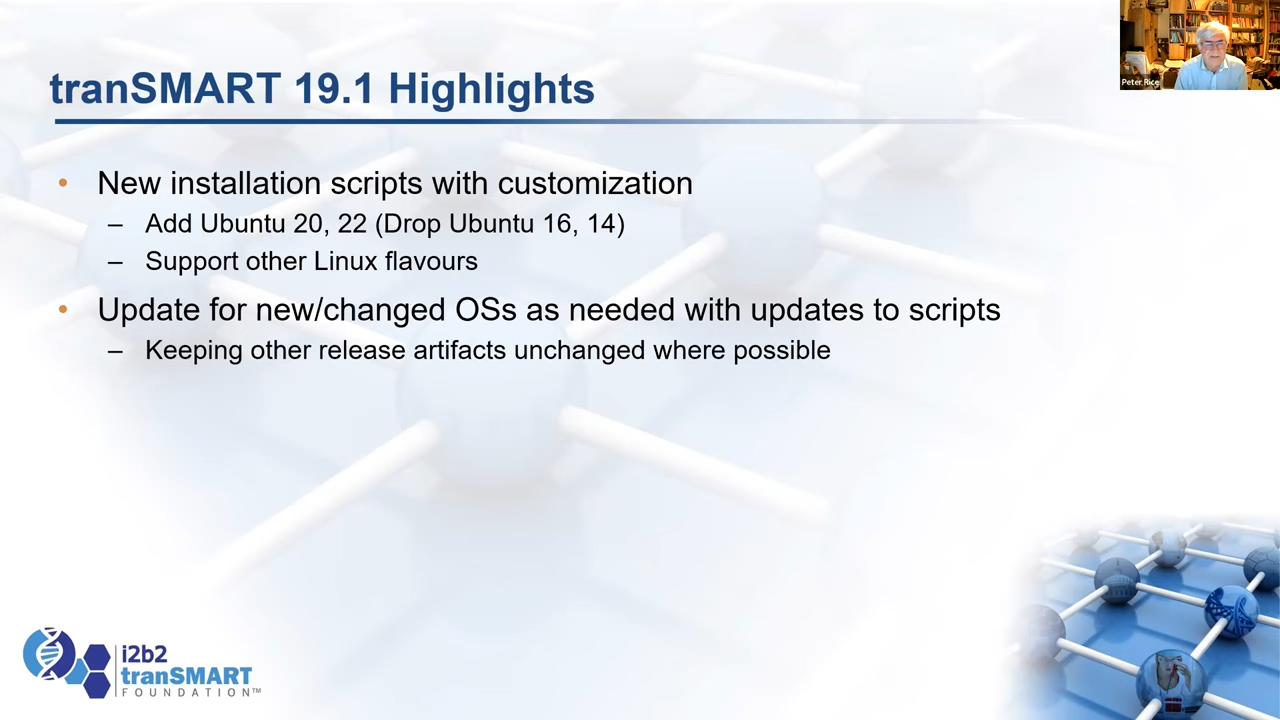 Peter Rice
tranSMART 19.1 Highlights
• New installation scripts with customization
– Add Ubuntu 20, 22 (Drop Ubuntu 16, 14)
– Support other Linux flavours
• Update for new/changed OSs as needed with updates to scripts
– Keeping other release artifacts unchanged where possible
i2b2
tranSMART
FOUNDATION™